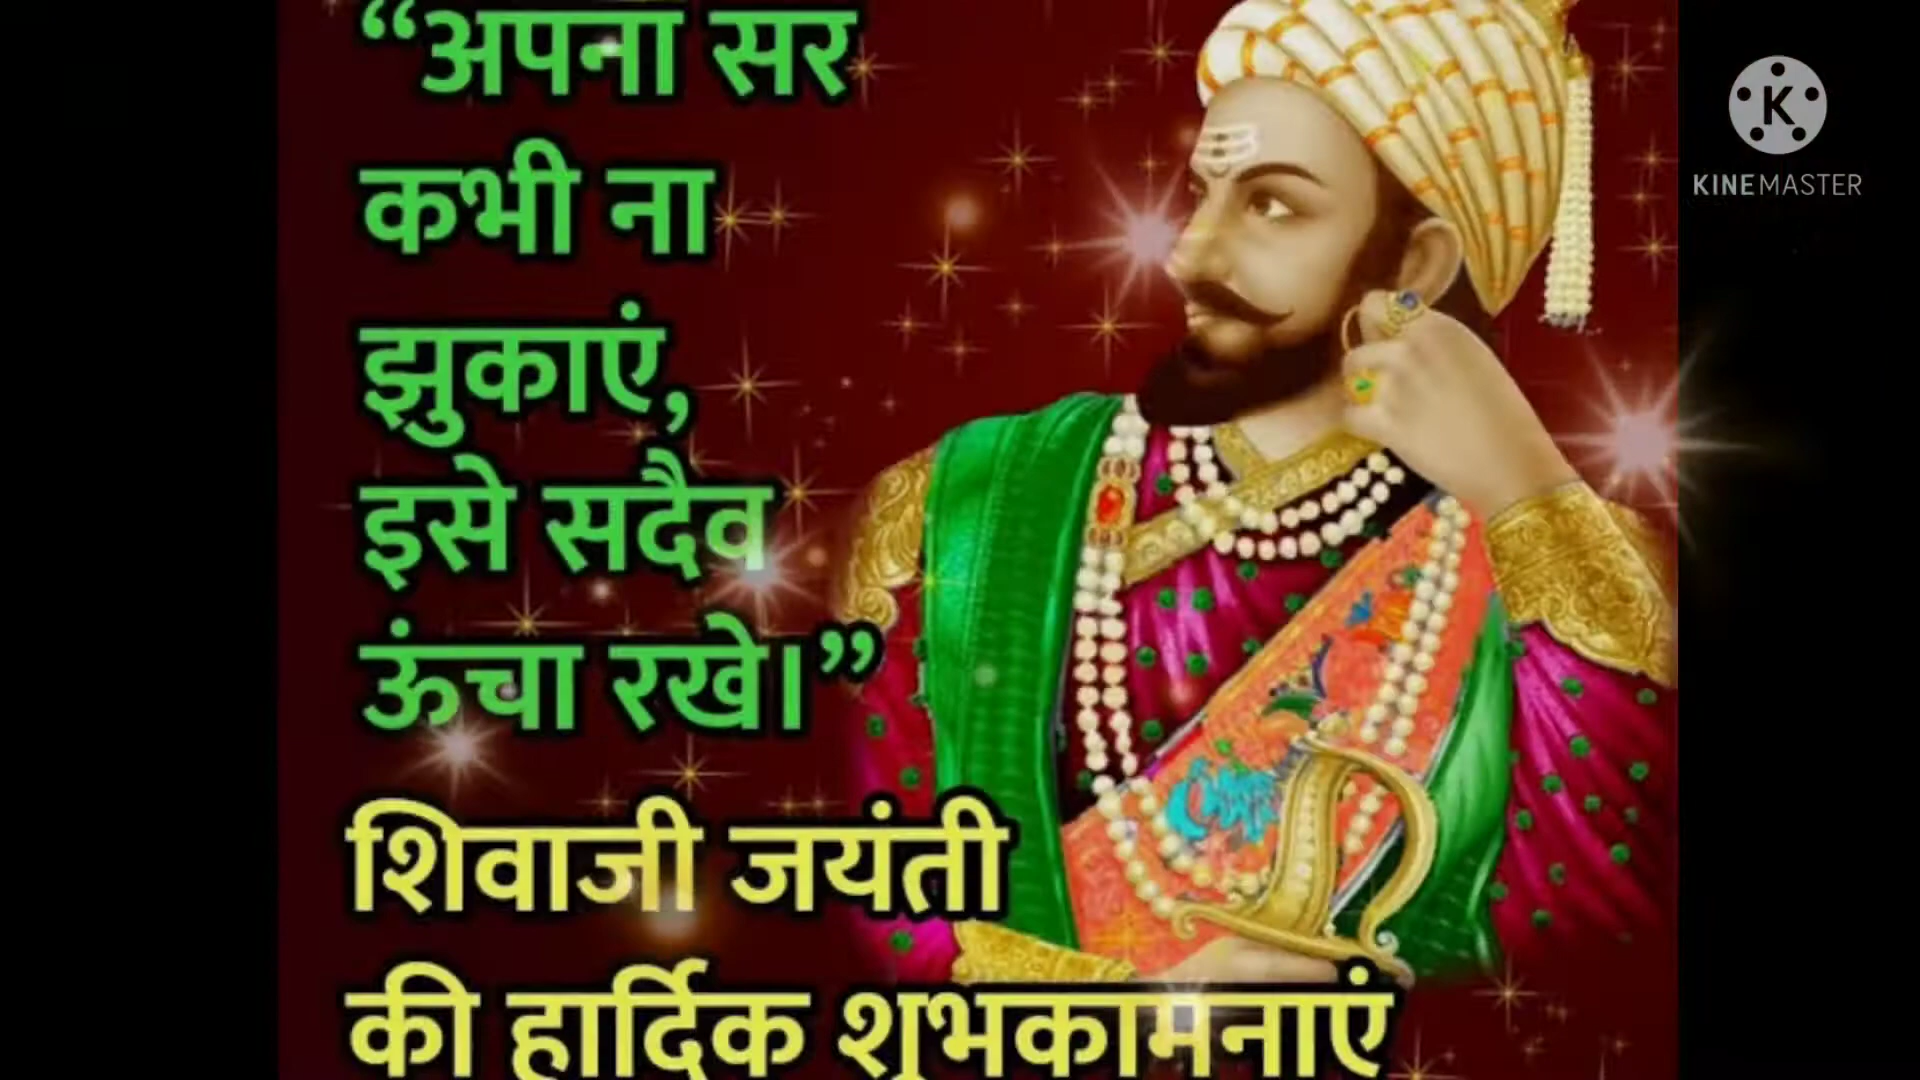 “अपना सर
कभी ना
झुकाएं,
इसे सदैव
ऊंचा रखे।”
शिवाजी जयंती
की हार्दिक शुभकामनाएं
K
KINEMASTER